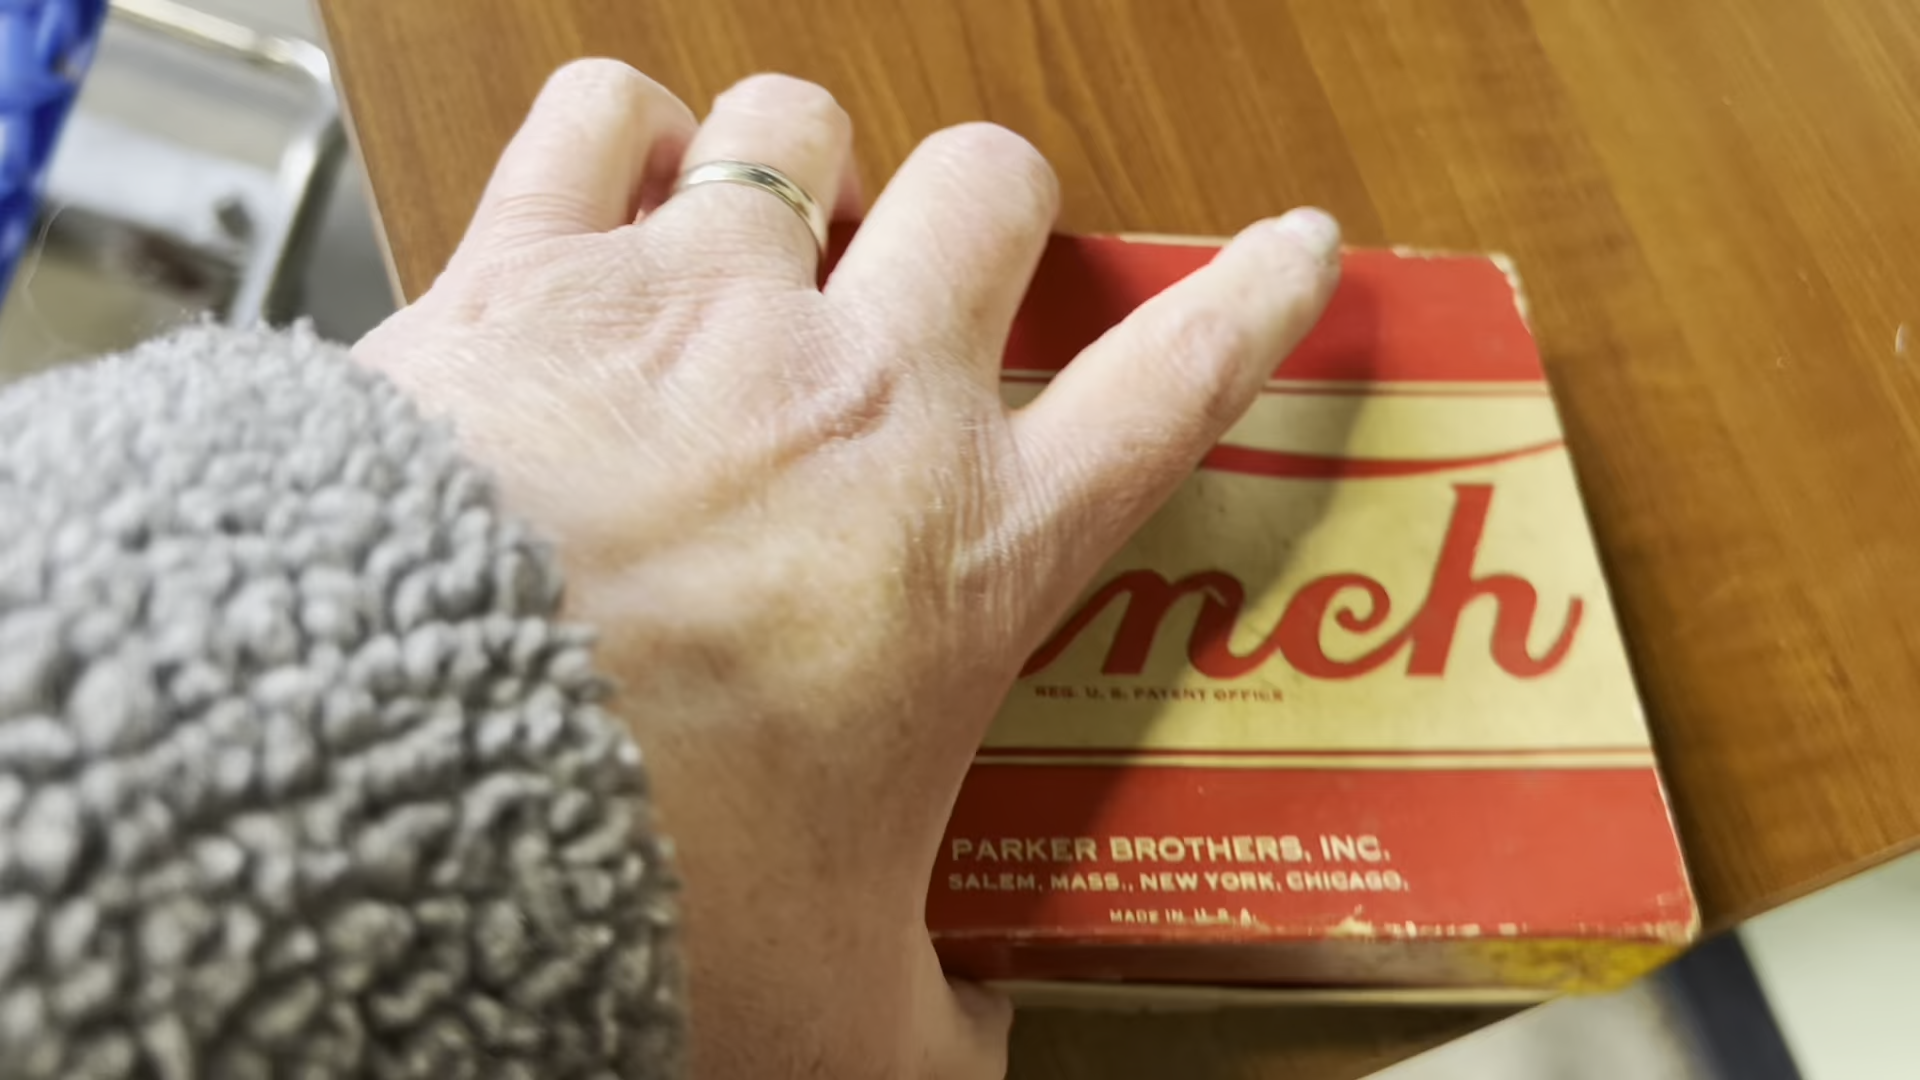 nch
REG. U. S. PATENT OFFICE
PARKER BROTHERS, INC.
SALEM, MASS., NEW YORK, CHICAGO.
MADE IN U.S.A.